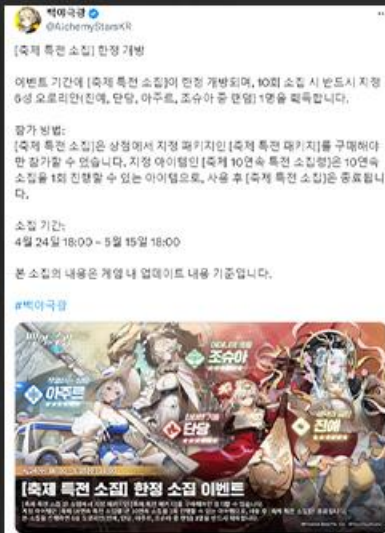 백야극광
@AlchemyStarsKR
[축제 특전 소집] 한정 개방
이벤트 기간에 [축제 특전 소집]이 한정 개방되며, 10회 소집 시 반드시 지정
6성 오로리안(진예, 단당, 아주르, 조슈아 중 랜덤) 1명을 획득합니다.
참가 방법:
[축제 특전 소집]은 상점에서 지정 패키지인 [축제 특전 패키지]를 구매해야
만 참가할 수 있습니다. 지정 아이템인 [축제 10연속 특전 소집령]은 10연속
소집을 1회 진행할 수 있는 아이템으로, 사용 후 [축제 특전 소집]은 종료됩니
다.
소집 기간:
4월 24일 18:00 – 5월 15일 18:00
본 소집의 내용은 게임 내 업데이트 내용 기준입니다.
#백야극광
백야극광
조슈아
아주르
단당
진예
[축제 특전 소집] 한정 소집 이벤트